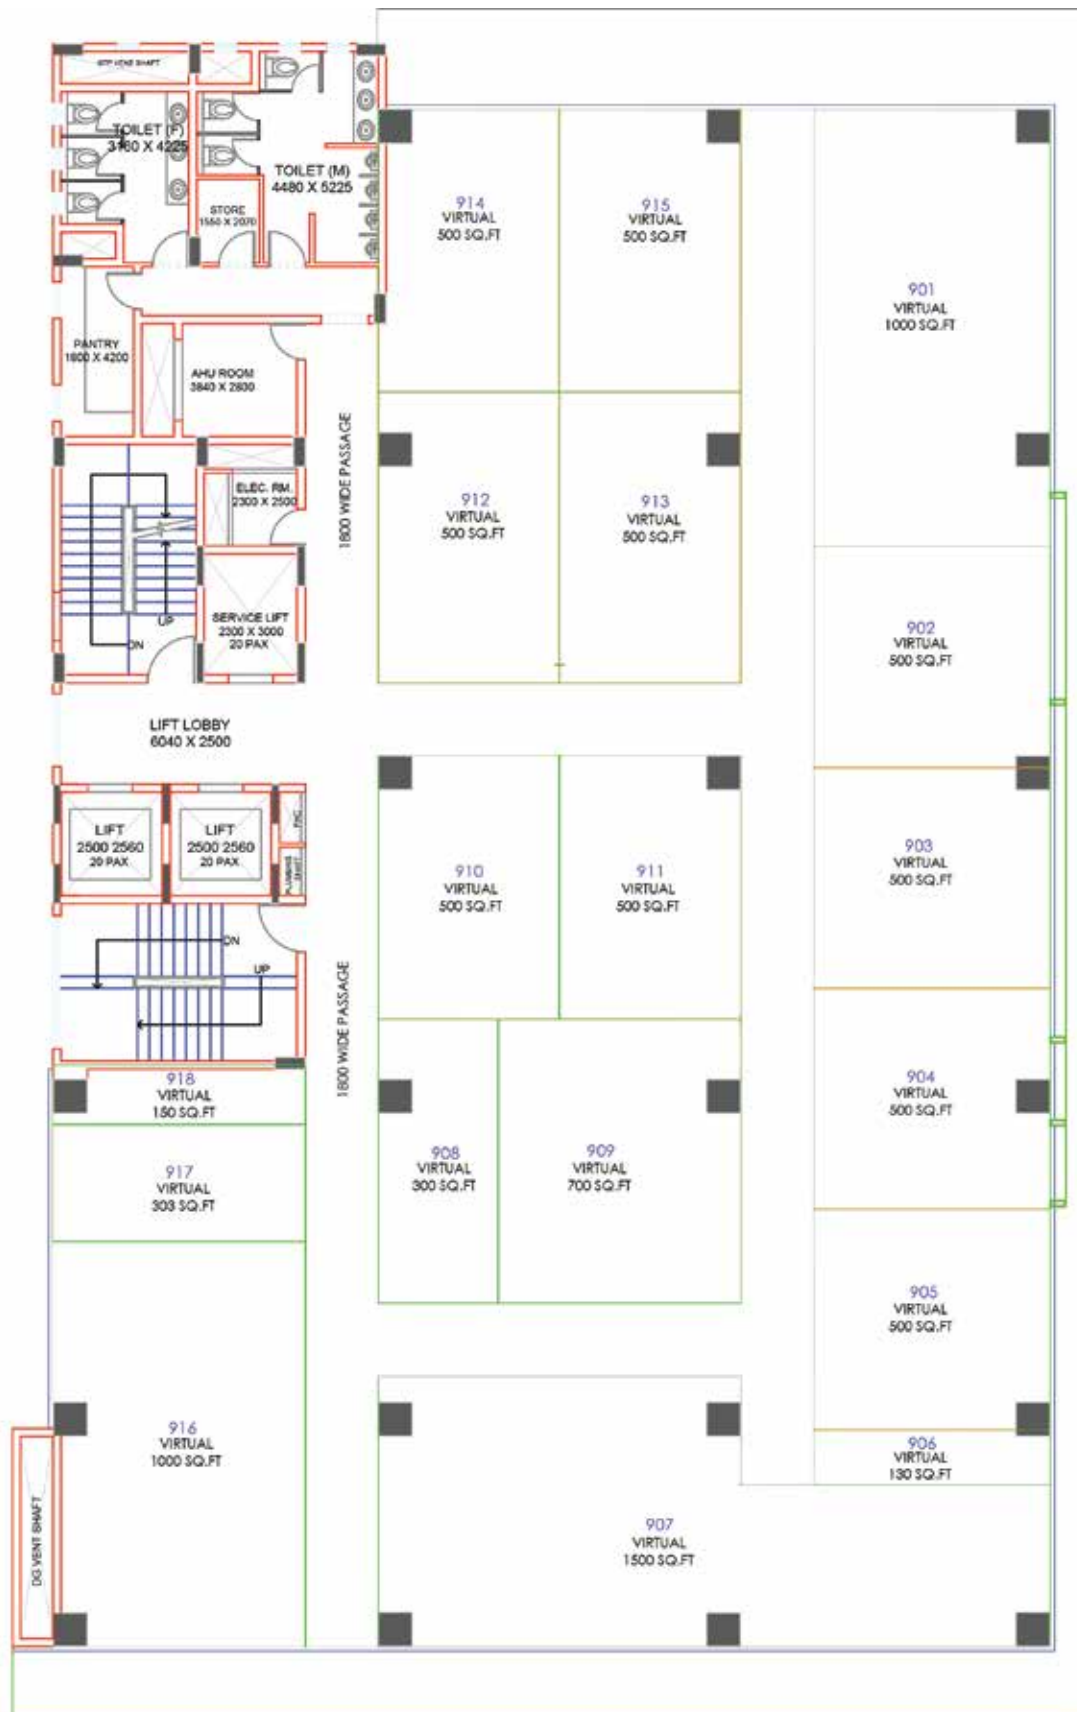 STP VENT SHAFT
TOILET (F)
3160 X 4225
TOILET (M)
4480 X 5225
STORE
1550 X 2070
914
VIRTUAL
500 SQ.FT
915
VIRTUAL
500 SQ.FT
901
VIRTUAL
1000 SQ.FT
PANTRY
1800 X 4200
AHU ROOM
3840 X 2800
1800 WIDE PASSAGE
ELEC. RM.
2300 X 2500
912
VIRTUAL
500 SQ.FT
913
VIRTUAL
500 SQ.FT
UP
DN
SERVICE LIFT
2300 X 3000
20 PAX
902
VIRTUAL
500 SQ.FT
LIFT LOBBY
6040 X 2500
LIFT
2500 2560
20 PAX
LIFT
2500 2560
20 PAX
PLUMBING
SHAFT
910
VIRTUAL
500 SQ.FT
911
VIRTUAL
500 SQ.FT
903
VIRTUAL
500 SQ.FT
DN
UP
1800 WIDE PASSAGE
918
VIRTUAL
150 SQ.FT
904
VIRTUAL
500 SQ.FT
917
VIRTUAL
303 SQ.FT
908
VIRTUAL
300 SQ.FT
909
VIRTUAL
700 SQ.FT
905
VIRTUAL
500 SQ.FT
916
VIRTUAL
1000 SQ.FT
906
VIRTUAL
130 SQ.FT
DG VENT SHAFT
907
VIRTUAL
1500 SQ.FT